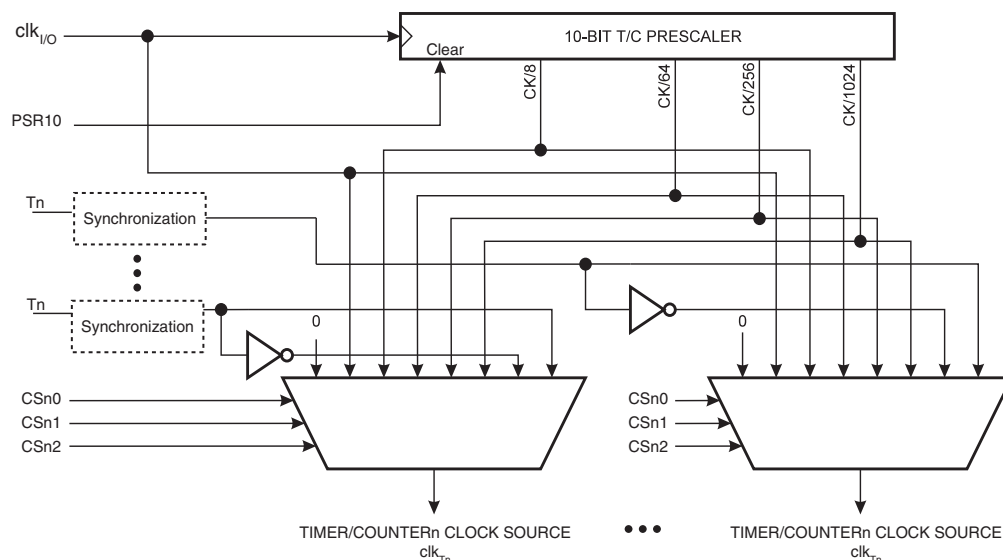 clkI/O
10-BIT T/C PRESCALER
Clear
CK/8
CK/64
CK/256
CK/1024
PSR10
Tn
Synchronization
Tn
Synchronization
0
0
CSn0
CSn1
CSn2
CSn0
CSn1
CSn2
TIMER/COUNTERn CLOCK SOURCE
clkTn
TIMER/COUNTERn CLOCK SOURCE
clkTn